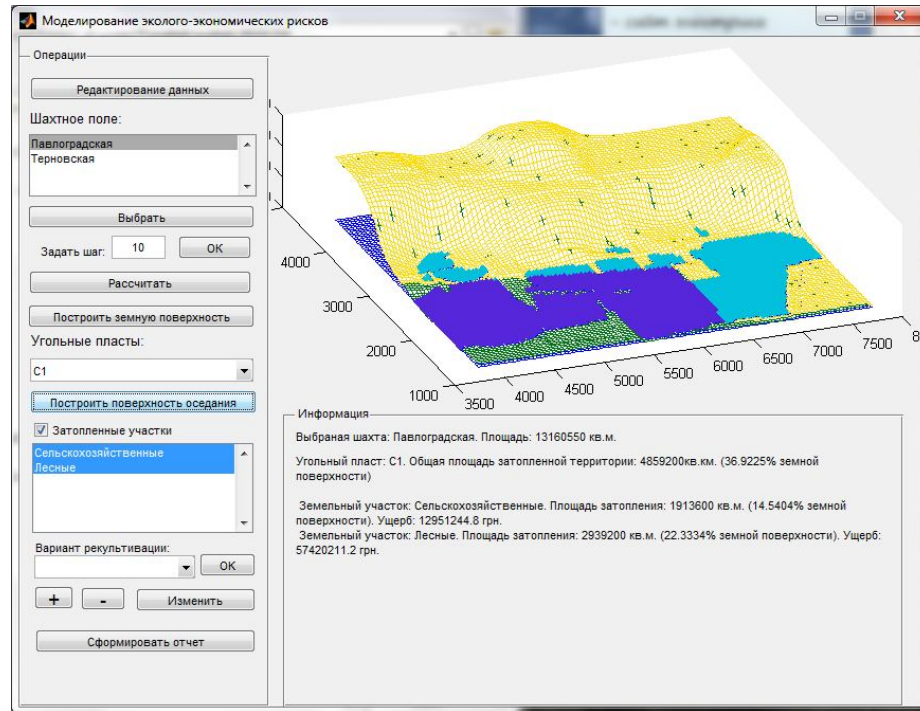 Моделирование эколого-экономических рисков
Операции
Редактирование данных
Шахтное поле:
Павлоградская
Терновская
Выбрать
Задать шаг:
10
ОК
Рассчитать
Построить земную поверхность
Угольные пласты:
С1
Построить поверхность оседания
Затопленные участки
Сельскохозяйственные
Лесные
Вариант рекультивации:
ОК
+
-
Изменить
Сформировать отчет
4000
3000
2000
1000
3500
4000
4500
5000
5500
6000
6500
7000
7500
Информация
Выбраная шахта: Павлоградская. Площадь: 13160550 кв.м.
Угольный пласт: С1. Общая площадь затопленной территории: 4859200кв.км. (36.9225% земной
поверхности)
Земельный участок: Сельскохозяйственные. Площадь затопления: 1913600 кв.м. (14.5404% земной
поверхности). Ущерб: 12951244.8 грн.
Земельный участок: Лесные. Площадь затопления: 2939200 кв.м. (22.3334% земной поверхности). Ущерб:
57420211.2 грн.